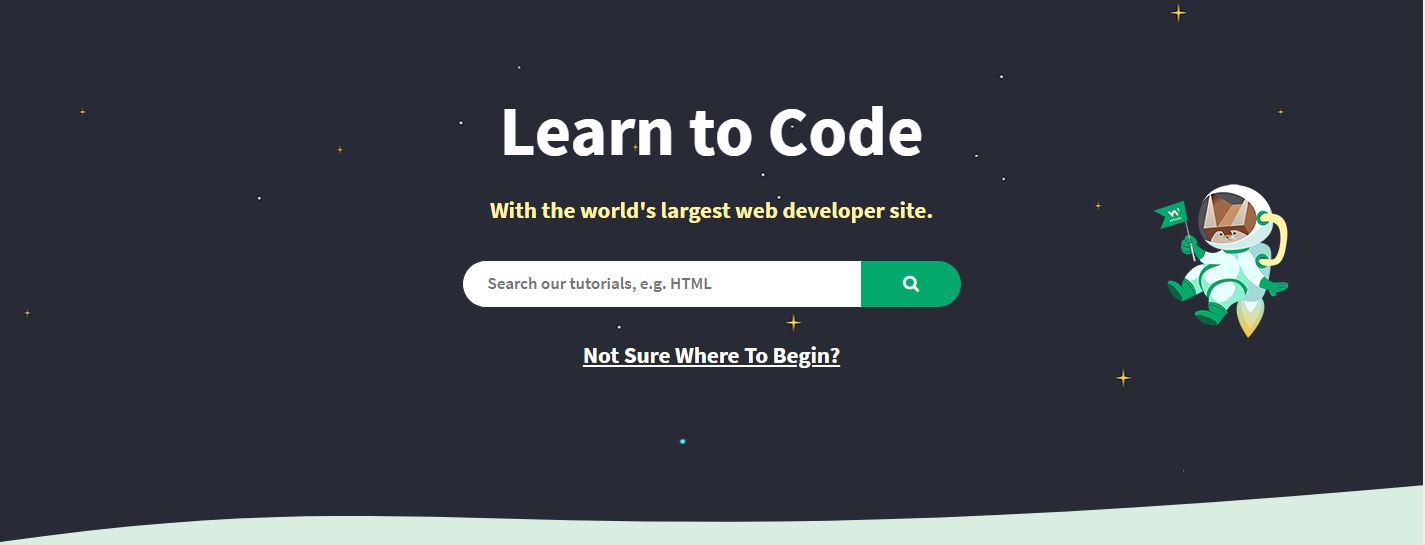 Learn to Code
With the world's largest web developer site.
Search our tutorials, e.g. HTML
Not Sure Where To Begin?